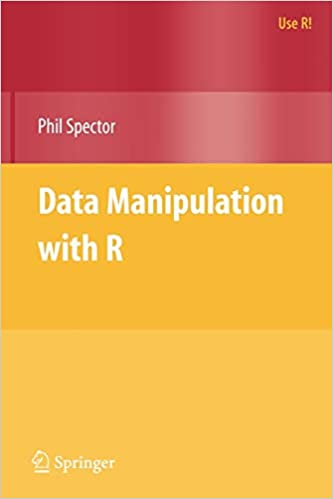 Use R!
Phil Spector
Data Manipulation
with R
Springer